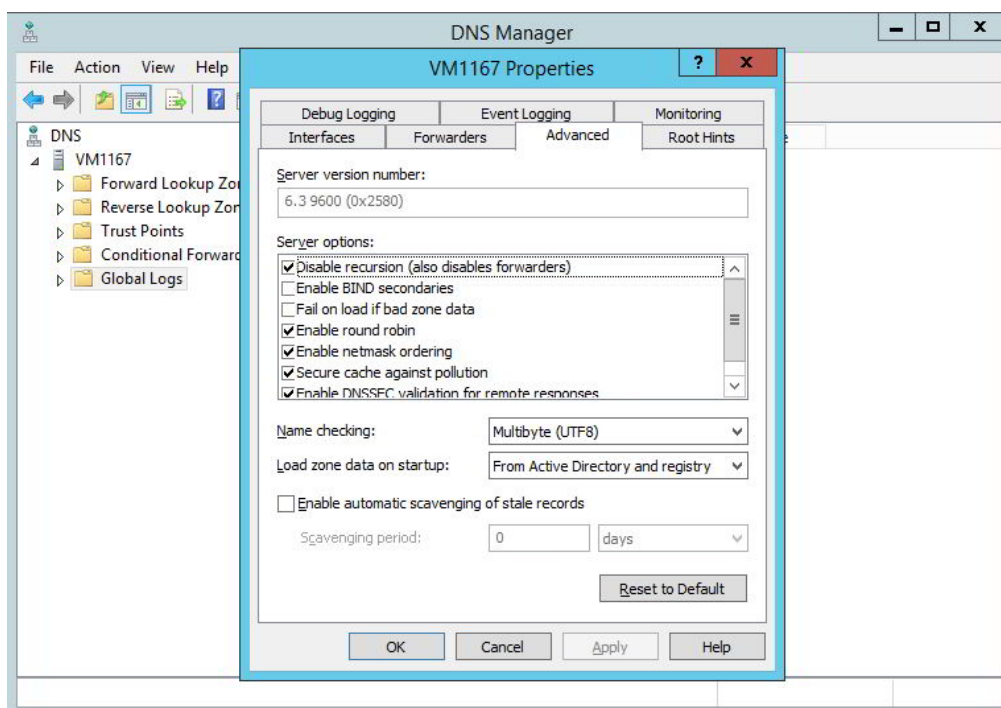 DNS Manager
File Action View Help
VM1167 Properties
?
Debug Logging Event Logging Monitoring
Interfaces Forwarders Advanced Root Hints
DNS
VM1167
Forward Lookup Zo
Reverse Lookup Zon
Trust Points
Conditional Forward
Global Logs
Server version number:
6.3 9600 (0x2580)
Server options:
Disable recursion (also disables forwarders)
Enable BIND secondaries
Fail on load if bad zone data
Enable round robin
Enable netmask ordering
Secure cache against pollution
Enable DNSSEC validation for remote responses
Name checking: Multibyte (UTF8)
Load zone data on startup: From Active Directory and registry
Enable automatic scavenging of stale records
Scavenging period: 0 days
Reset to Default
OK Cancel Apply Help